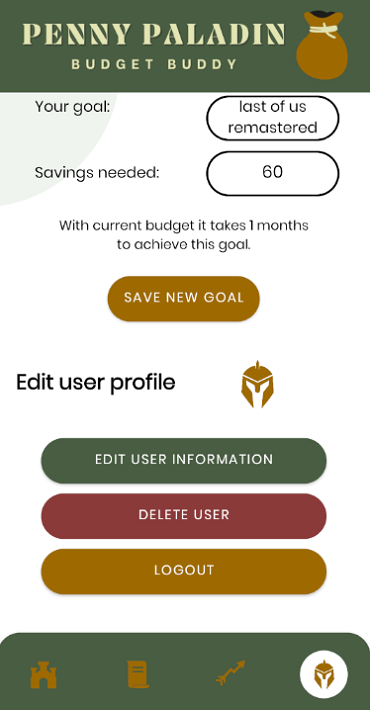 PENNY PALADIN
BUDGET BUDDY
Your goal:
last of us
remastered
Savings needed:
60
With current budget it takes 1 months
to achieve this goal.
SAVE NEW GOAL
Edit user profile
EDIT USER INFORMATION
DELETE USER
LOGOUT